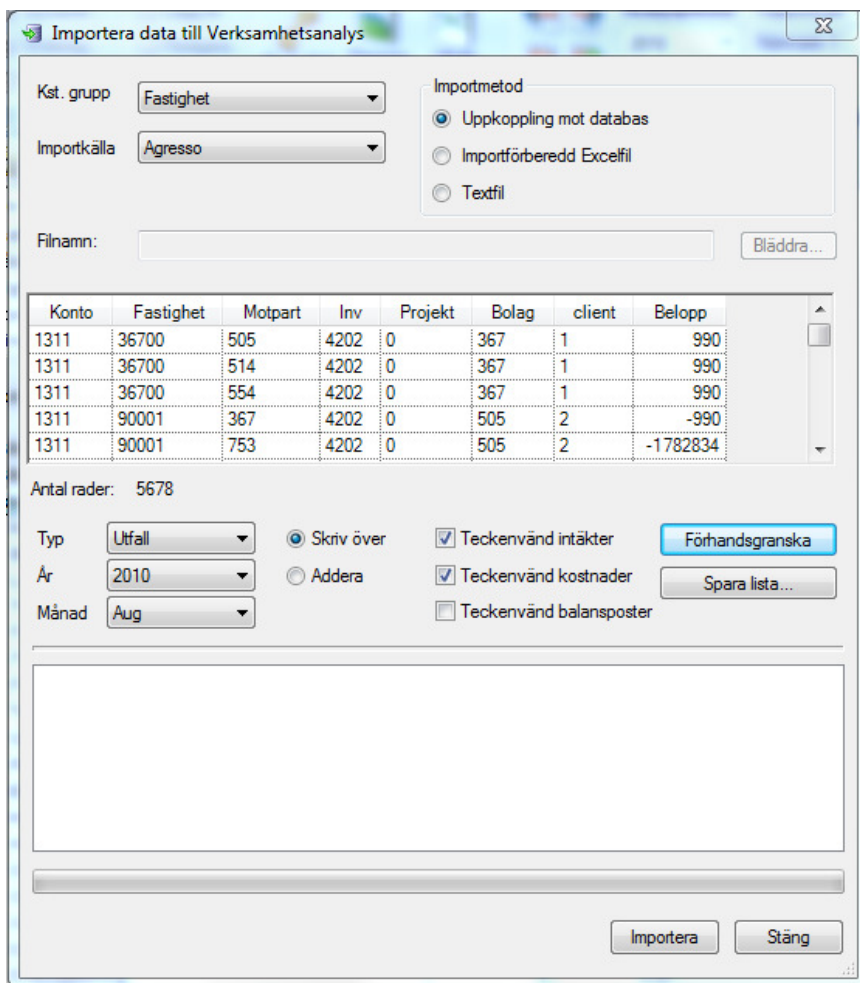 Importera data till Verksamhetsanalys
Kst. grupp Fastighet
Importkälla Agresso
Importmetod
Uppkoppling mot databas
Importförberedd Excelfil
Textfil
Filnamn: Bläddra...
Konto Fastighet Motpart Inv Projekt Bolag client Belopp
1311 36700 505 4202 0 367 1 990
1311 36700 514 4202 0 367 1 990
1311 36700 554 4202 0 367 1 990
1311 90001 367 4202 0 505 2 -990
1311 90001 753 4202 0 505 2 -1782834
Antal rader: 5678
Typ Utfall Skriv över Teckenvänd intäkter Förhandsgranska
År 2010 Addera Teckenvänd kostnader Spara lista...
Månad Aug Teckenvänd balansposter
Importera Stäng